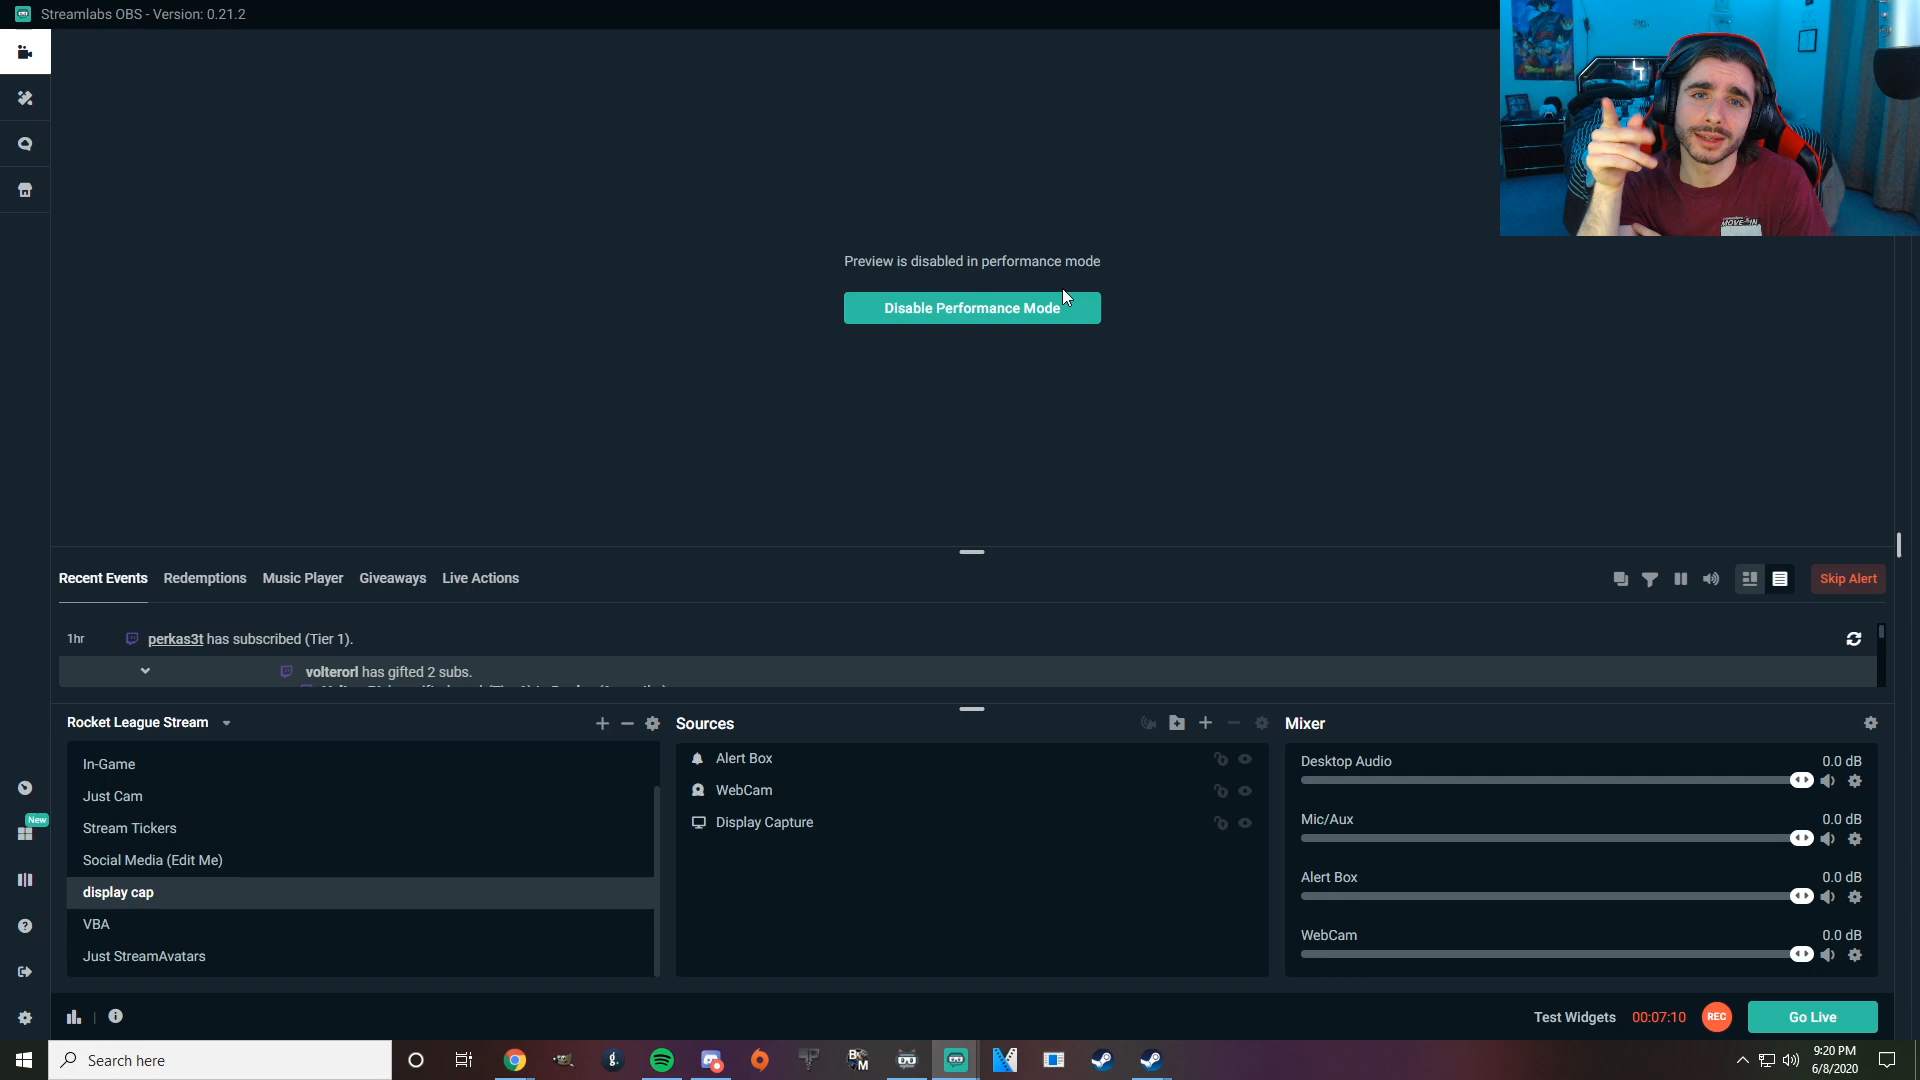 Streamlabs OBS - Version: 0.21.2
MOVE-IN
Preview is disabled in performance mode
Disable Performance Mode
Recent Events Redemptions Music Player Giveaways Live Actions
Skip Alert
1hr perkas3t has subscribed (Tier 1).
volterorl has gifted 2 subs.
Rocket League Stream
In-Game
Just Cam
Stream Tickers
Social Media (Edit Me)
display cap
VBA
Just StreamAvatars
Sources
Alert Box
WebCam
Display Capture
Mixer
Desktop Audio 0.0 dB
Mic/Aux 0.0 dB
Alert Box 0.0 dB
WebCam 0.0 dB
New
Test Widgets 00:07:10 REC Go Live
Search here
9:20 PM
6/8/2020